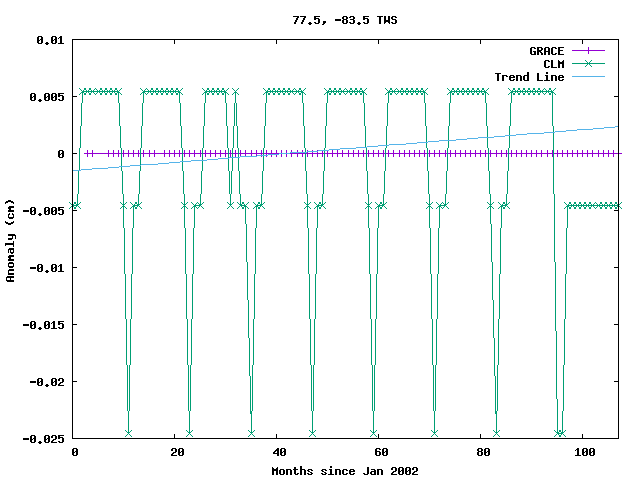 77.5, -83.5 TWS
0.01
GRACE
CLM
Trend Line
0.005
0
-0.005
-0.01
-0.015
-0.02
-0.025
Anomaly (cm)
0 20 40 60 80 100
Months since Jan 2002